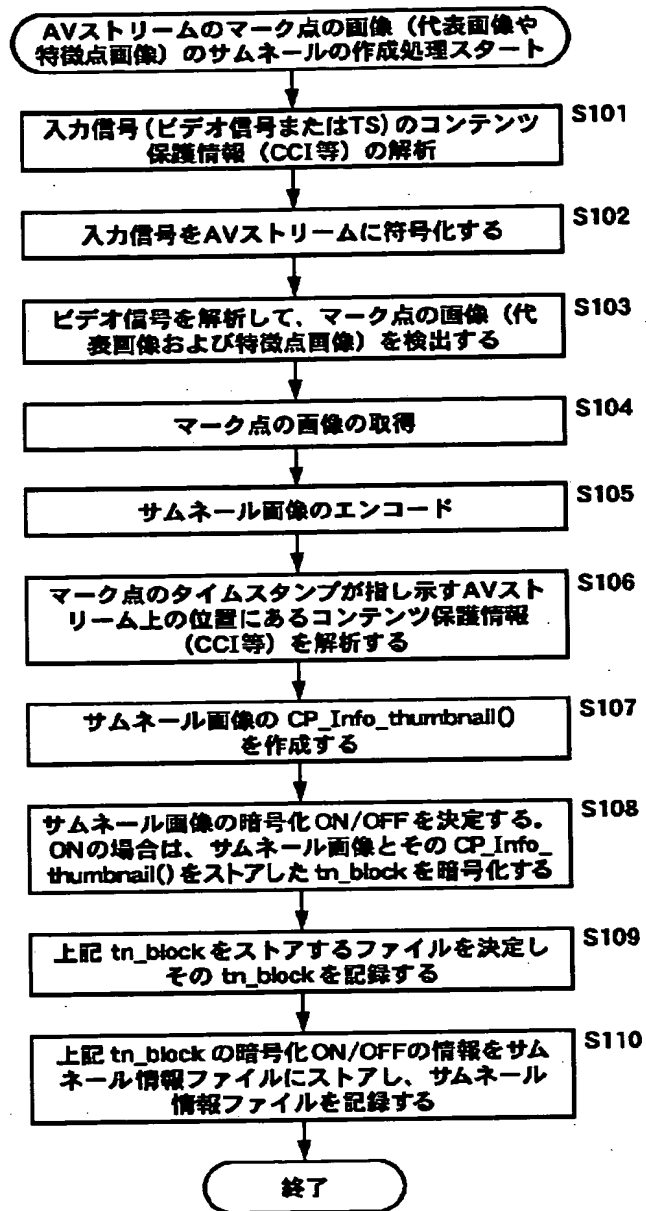 AVストリームのマーク点の画像（代表画像や
特徴点画像）のサムネールの作成処理スタート
S101
入力信号（ビデオ信号またはTS）のコンテンツ
保護情報（CCI等）の解析
S102
入力信号をAVストリームに符号化する
S103
ビデオ信号を解析して、マーク点の画像（代
表画像および特徴点画像）を検出する
S104
マーク点の画像の取得
S105
サムネール画像のエンコード
S106
マーク点のタイムスタンプが指し示すAVスト
リーム上の位置にあるコンテンツ保護情報
（CCI等）を解析する
S107
サムネール画像の CP_Info_thumbnail()
を作成する
S108
サムネール画像の暗号化ON/OFFを決定する。
ONの場合は、サムネール画像とその CP_Info_
thumbnail()をストアした tn_block を暗号化する
S109
上記 tn_block をストアするファイルを決定し
その tn_block を記録する
S110
上記 tn_block の暗号化ON/OFFの情報をサム
ネール情報ファイルにストアし、サムネール
情報ファイルを記録する
終了